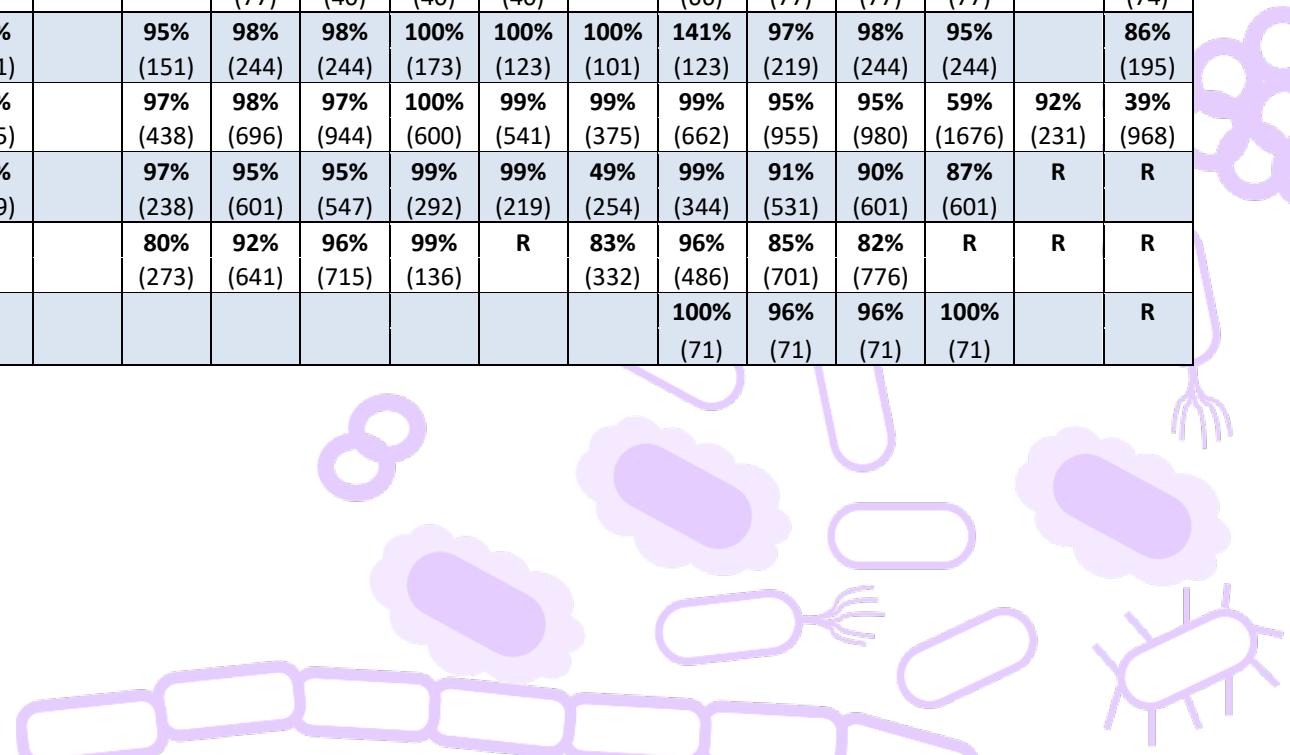 % 95% 98% 98% 100% 100% 100% 141% 97% 98% 95% 86%
(151) (244) (244) (173) (123) (101) (123) (219) (244) (244) (195)
% 97% 98% 97% 100% 99% 99% 99% 95% 95% 59% 92% 39%
(438) (696) (944) (600) (541) (375) (662) (955) (980) (1676) (231) (968)
% 97% 95% 95% 99% 99% 49% 99% 91% 90% 87% R R
(238) (601) (547) (292) (219) (254) (344) (531) (601) (601)
80% 92% 96% 99% R 83% 96% 85% 82% R R R
(273) (641) (715) (136) (332) (486) (701) (776)
100% 96% 96% 100% R
(71) (71) (71) (71)